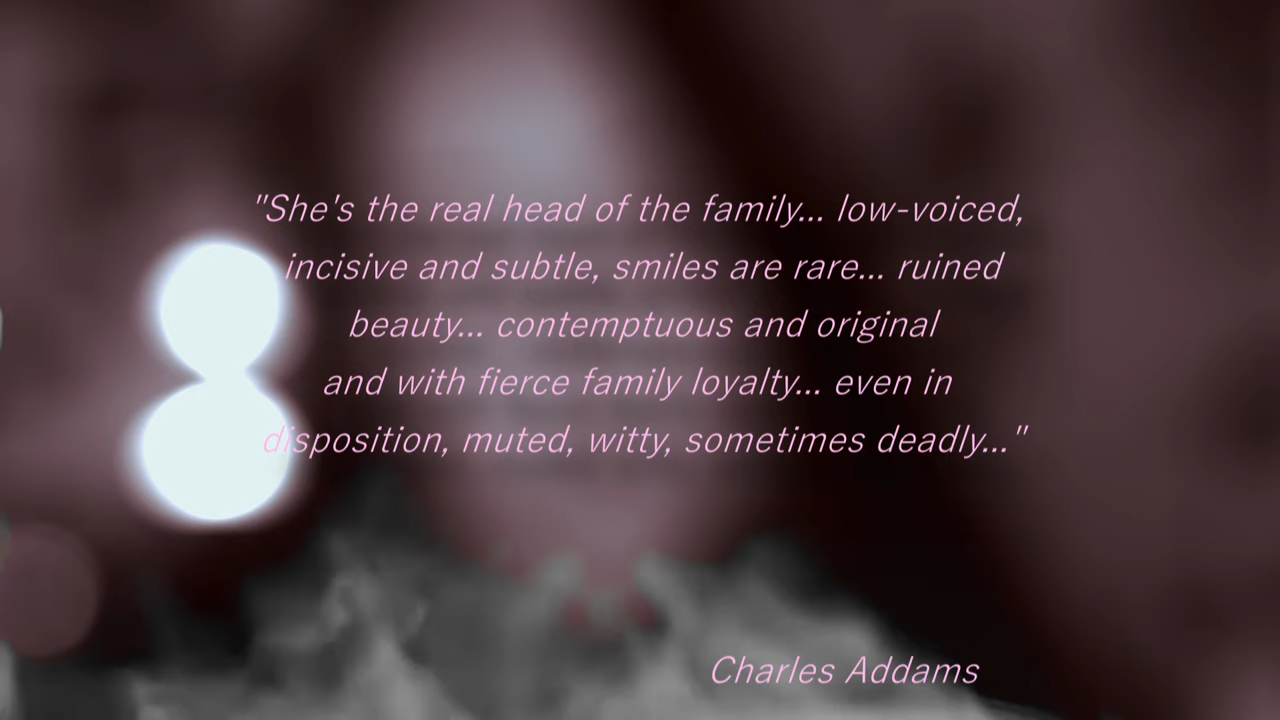 "She's the real head of the family... low-voiced,
incisive and subtle, smiles are rare... ruined
beauty... contemptuous and original
and with fierce family loyalty... even in
disposition, muted, witty, sometimes deadly..."
Charles Addams